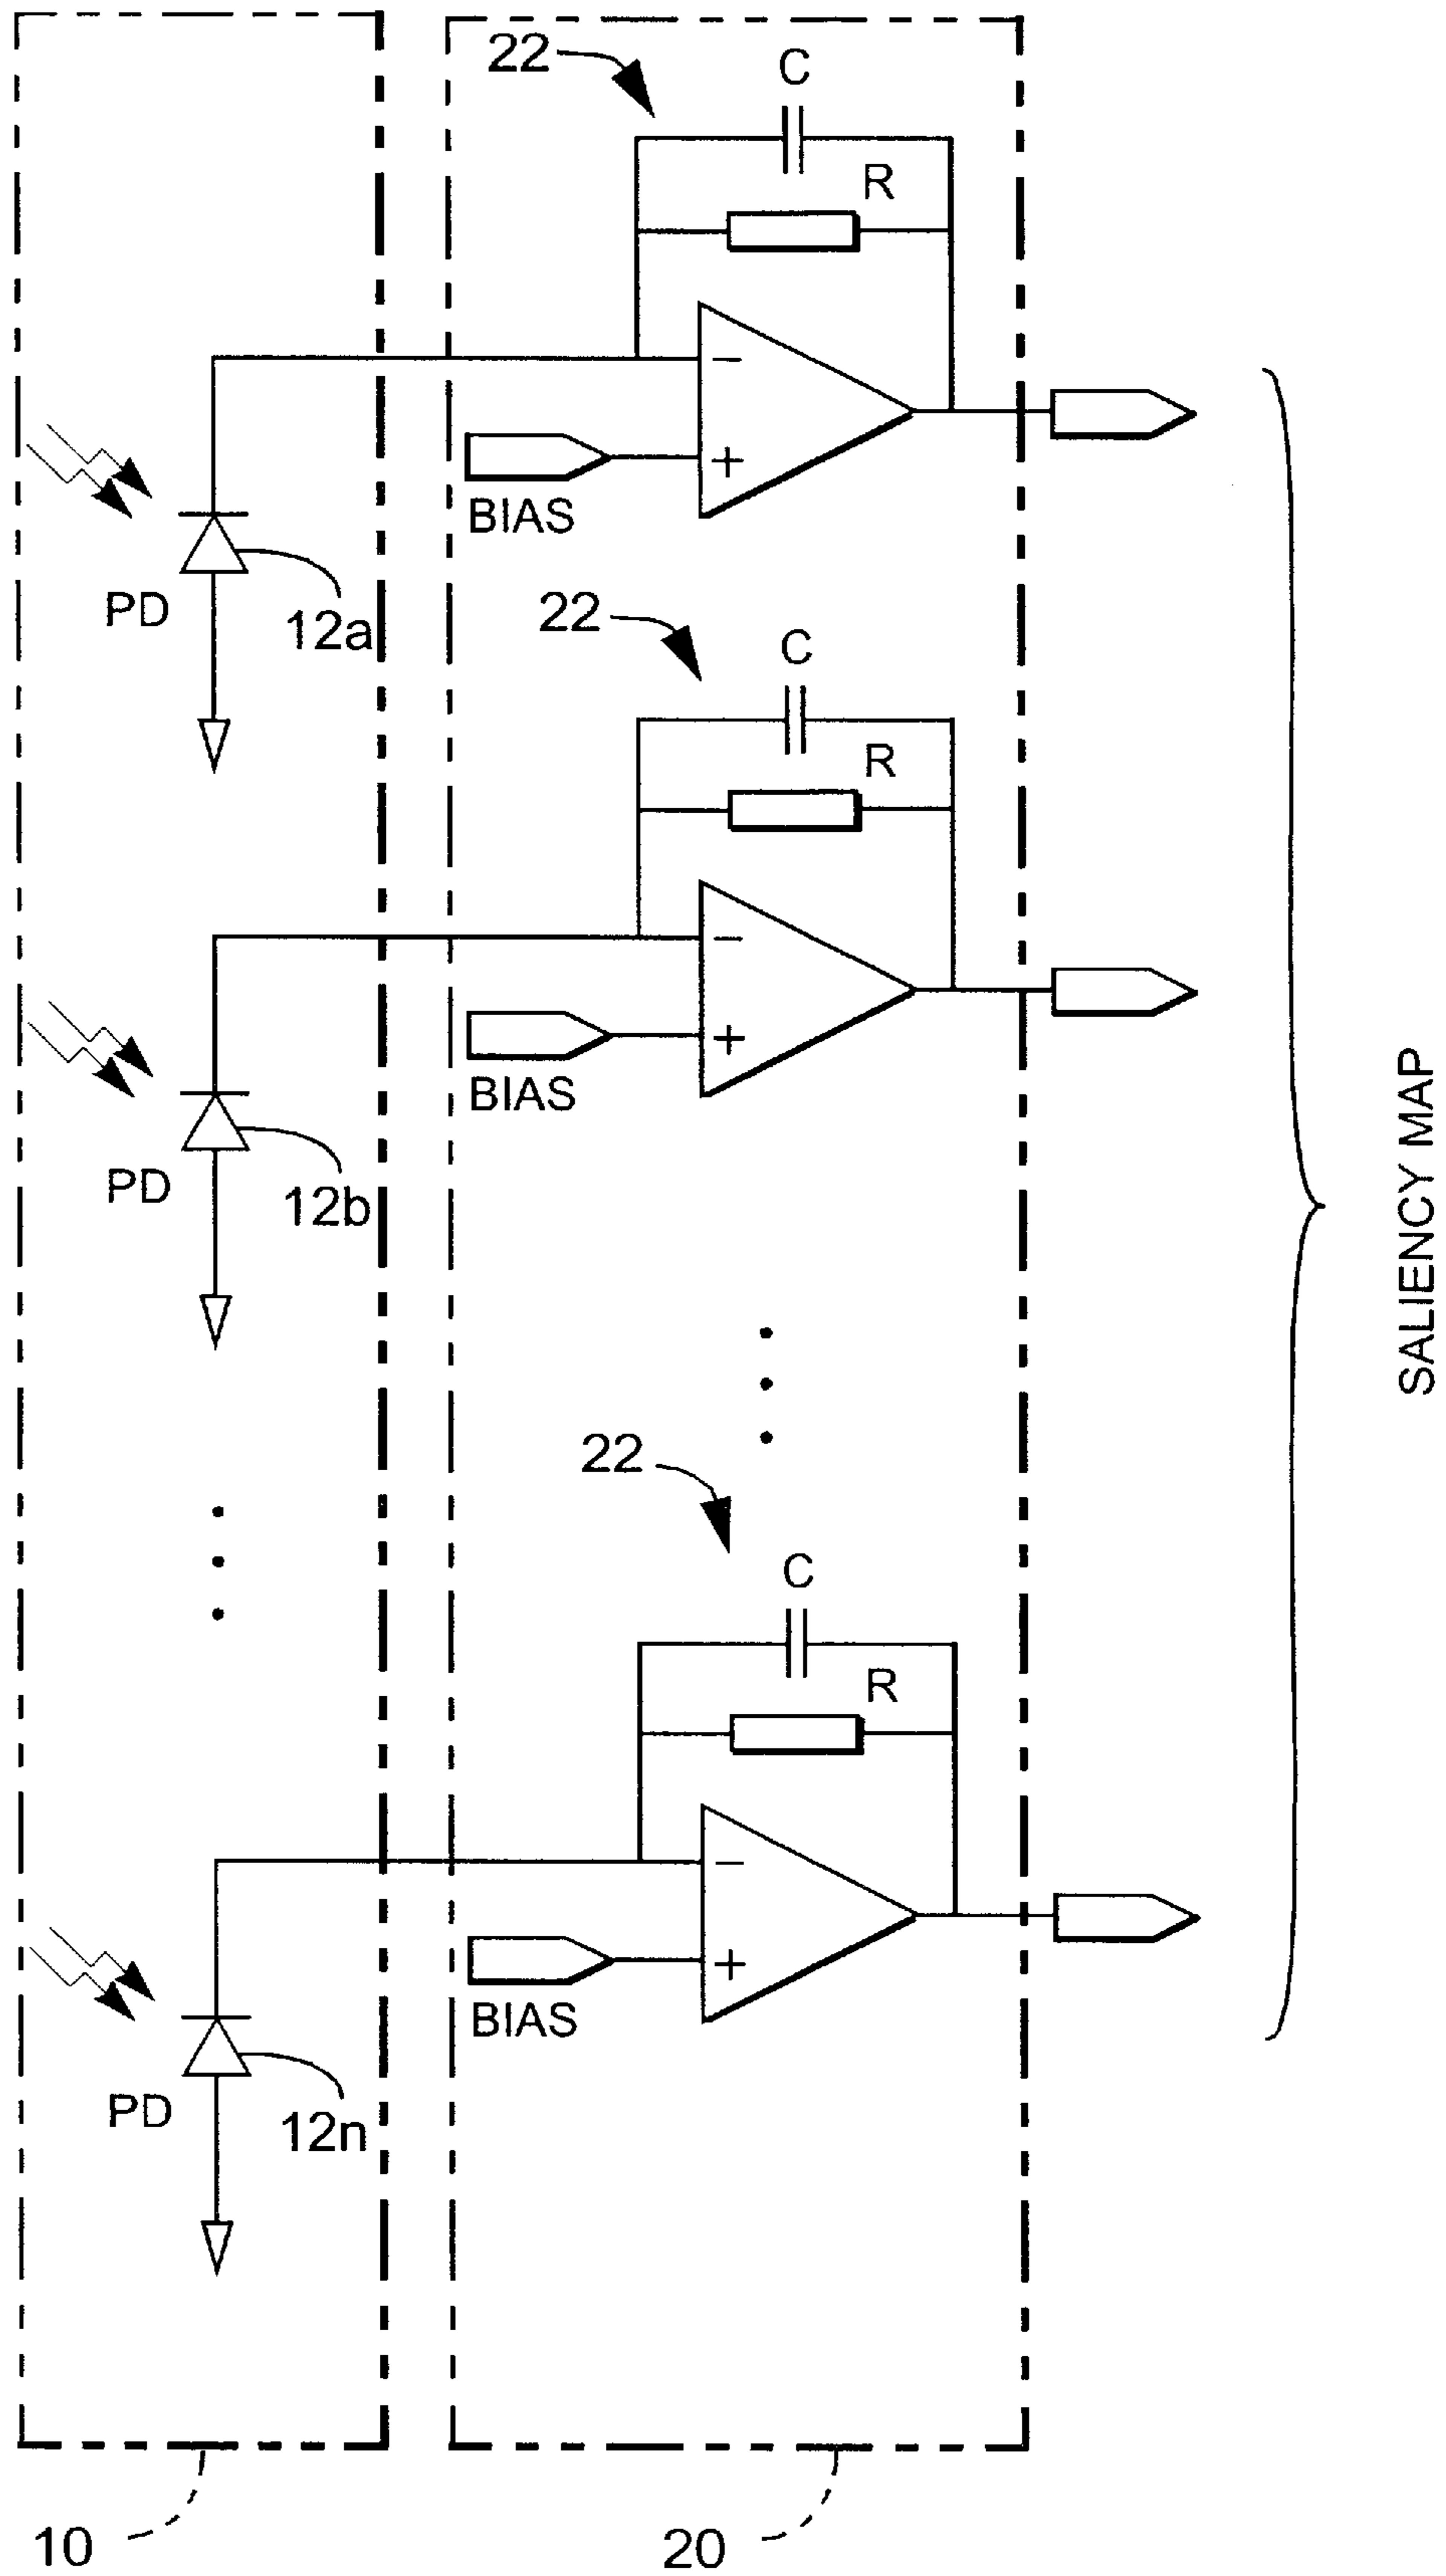 22
C
R
−
+
BIAS
PD
12a
22
C
R
−
+
BIAS
PD
12b
22
C
R
−
+
BIAS
PD
12n
SALIENCY MAP
10
20